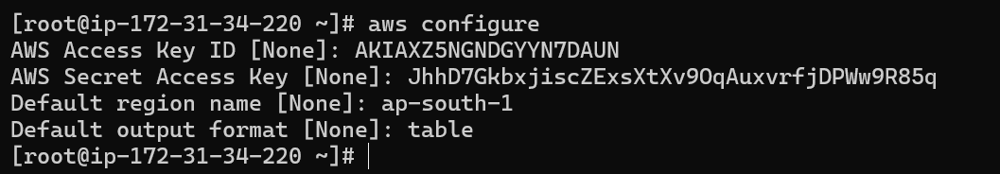 [root@ip-172-31-34-220 ~]# aws configure
AWS Access Key ID [None]: AKIAXZ5NGNDGYYN7DAUN
AWS Secret Access Key [None]: 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
Default region name [None]: ap-south-1
Default output format [None]: table
[root@ip-172-31-34-220 ~]#